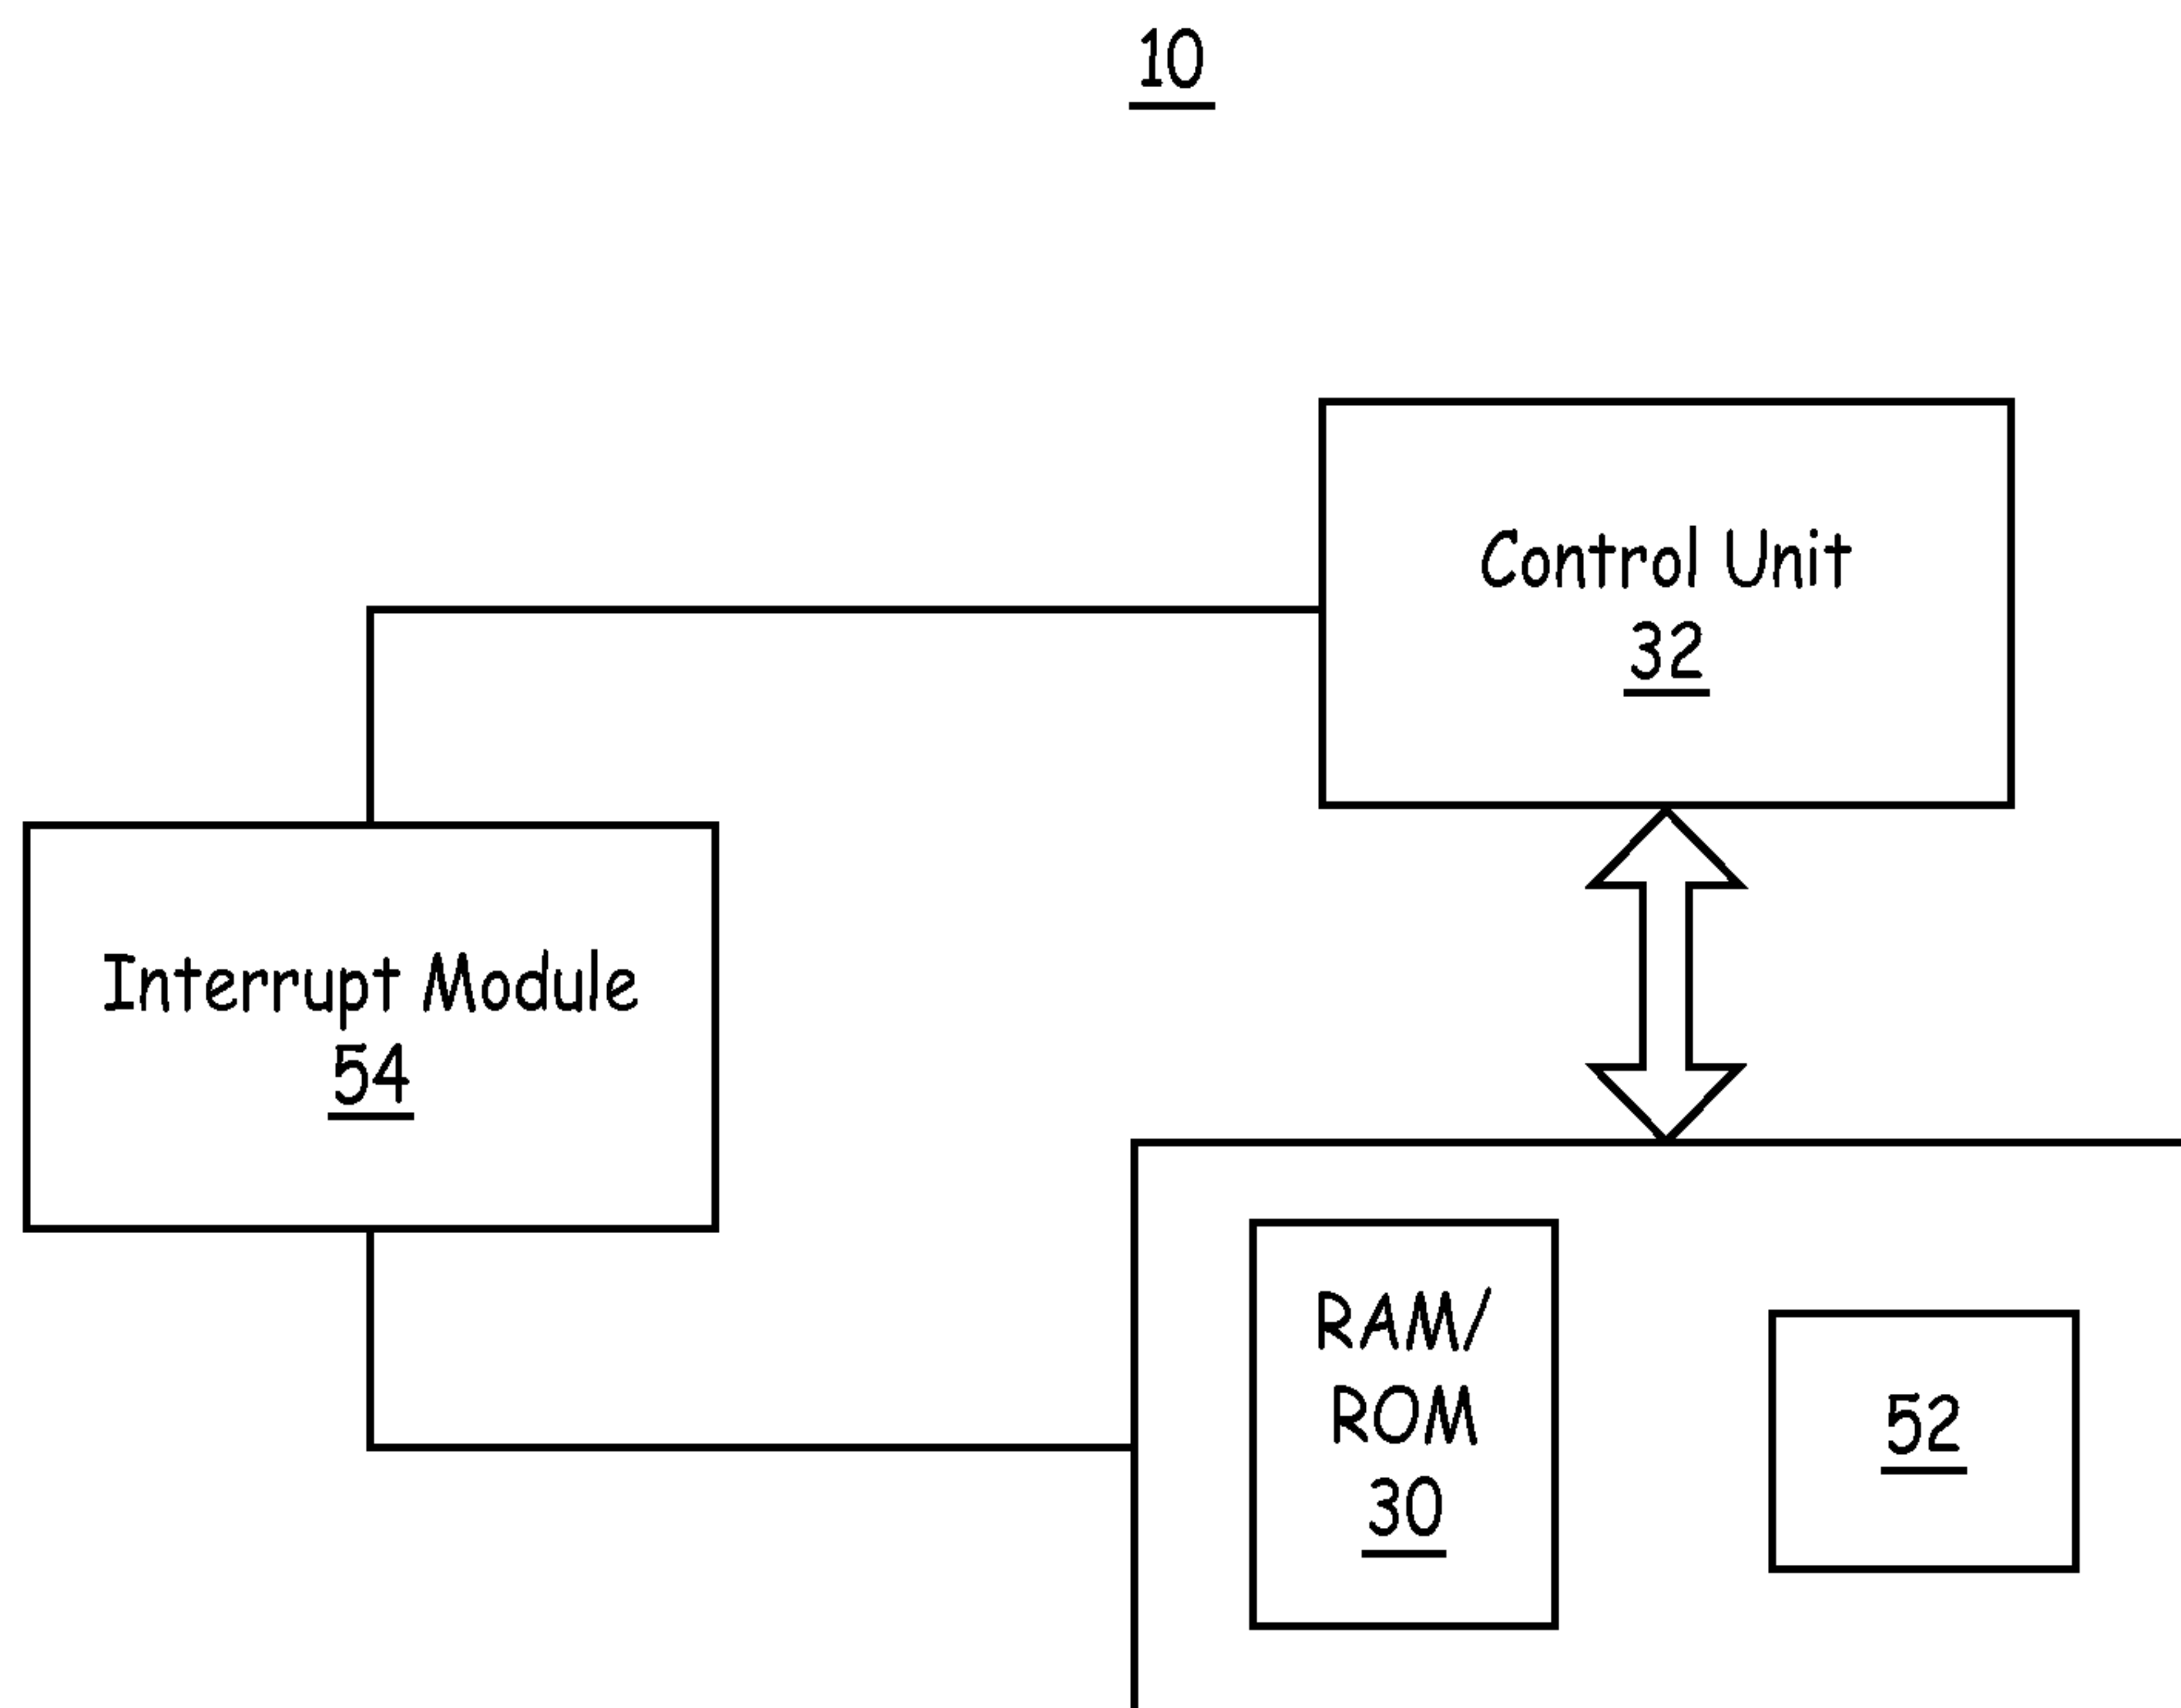 10
Control Unit
32
Interrupt Module
54
RAM/
ROM
30
52